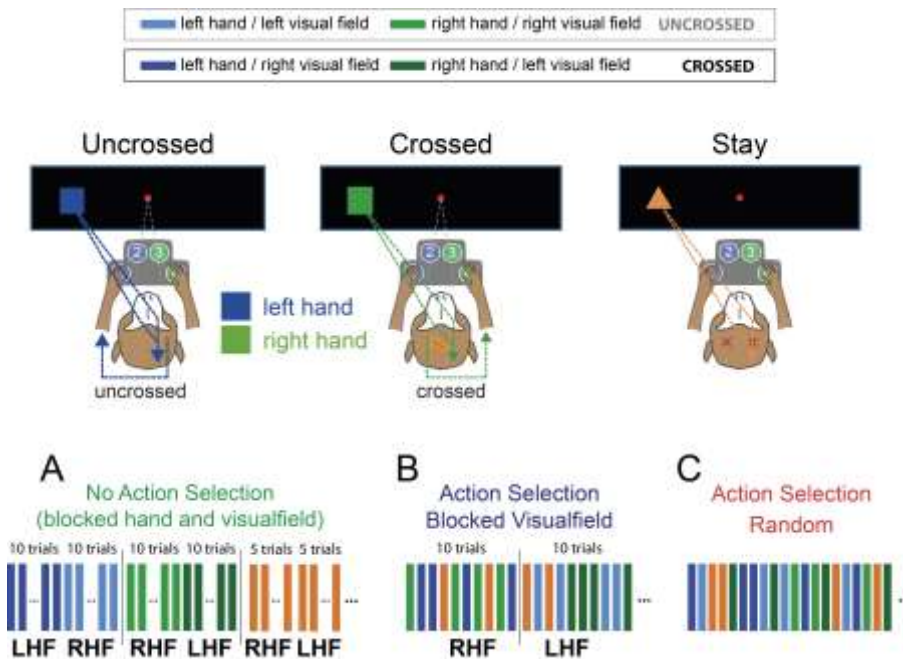 left hand / left visual field right hand / right visual field UNCROSSED
left hand / right visual field right hand / left visual field CROSSED
Uncrossed Crossed Stay
2 3 2 3 2 3
left hand
right hand
uncrossed crossed
A B C
No Action Selection
(blocked hand and visualfield)
Action Selection
Blocked Visualfield
Action Selection
Random
10 trials 10 trials 10 trials 10 trials 5 trials 5 trials
10 trials 10 trials
... ... ... ... ... ... ...
...
LHF RHF RHF LHF RHF LHF
RHF LHF